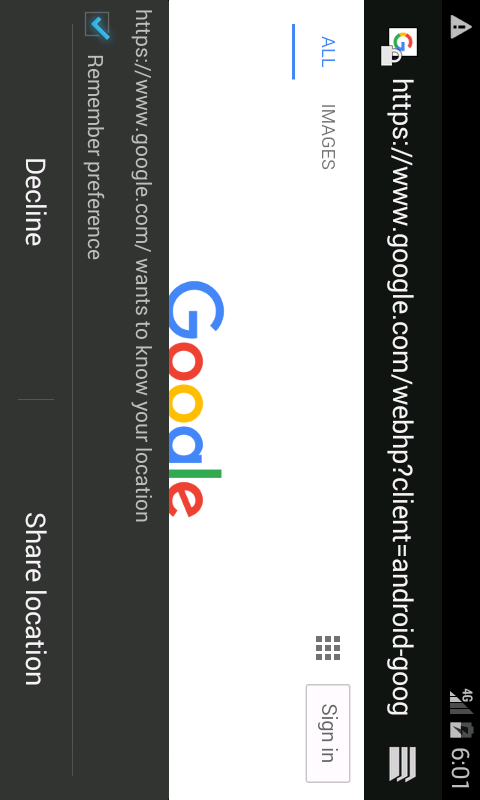 4G 6:01
https://www.google.com/webhp?client=android-goog
ALL IMAGES Sign in
Google
https://www.google.com/ wants to know your location
Remember preference
Decline Share location